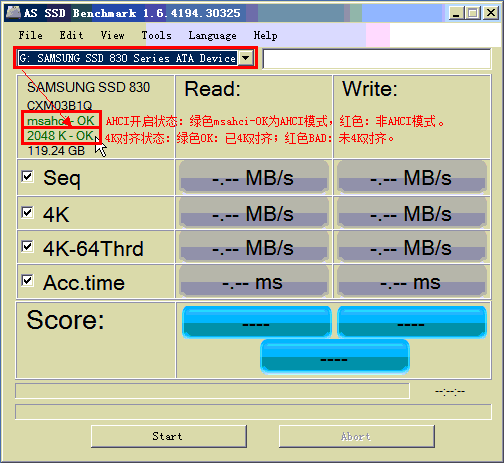 AS SSD Benchmark 1.6.4194.30325
File Edit View Tools Language Help
G: SAMSUNG SSD 830 Series ATA Device
SAMSUNG SSD 830
CXM03B1Q
msahci - OK
2048 K - OK
119.24 GB
Read:
Write:
AHCI开启状态:绿色msahci-OK为AHCI模式,红色:非AHCI模式。
4K对齐状态:绿色OK:已4K对齐;红色BAD:未4K对齐。
Seq -.-- MB/s -.-- MB/s
4K -.-- MB/s -.-- MB/s
4K-64Thrd -.-- MB/s -.-- MB/s
Acc.time -.-- ms -.-- ms
Score: ---- ----
----
--:--:--
Start Abort